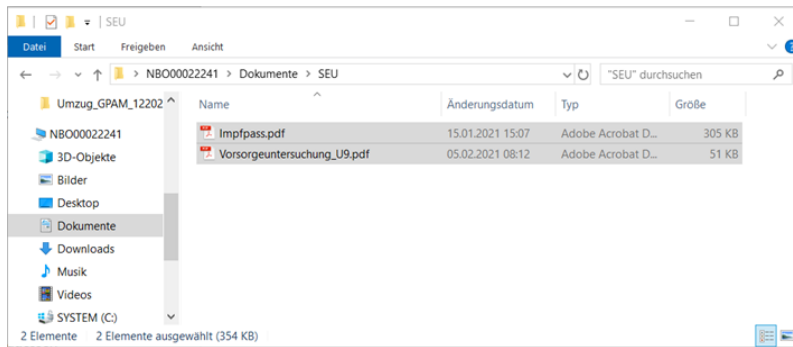 SEU
Datei Start Freigeben Ansicht
NBO00022241 > Dokumente > SEU "SEU" durchsuchen
Umzug_GPAM_12202
NBO00022241
3D-Objekte
Bilder
Desktop
Dokumente
Downloads
Musik
Videos
SYSTEM (C:)
Name Änderungsdatum Typ Größe
Impfpass.pdf 15.01.2021 15:07 Adobe Acrobat D... 305 KB
Vorsorgeuntersuchung_U9.pdf 05.02.2021 08:12 Adobe Acrobat D... 51 KB
2 Elemente 2 Elemente ausgewählt (354 KB)